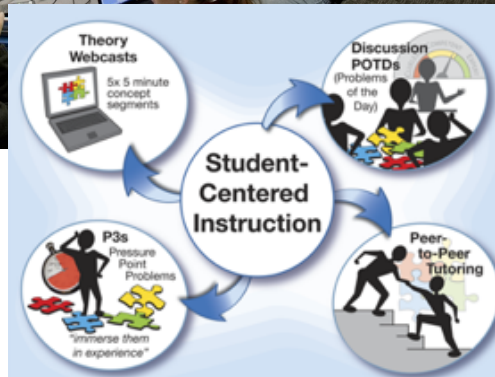 Theory
Webcasts
5x 5 minute
concept
segments
Discussion
POTDs
(Problems
of the
Day)
Student-
Centered
Instruction
P3s
Pressure
Point
Problems
"immerse them
in experience"
Peer-
to-Peer
Tutoring